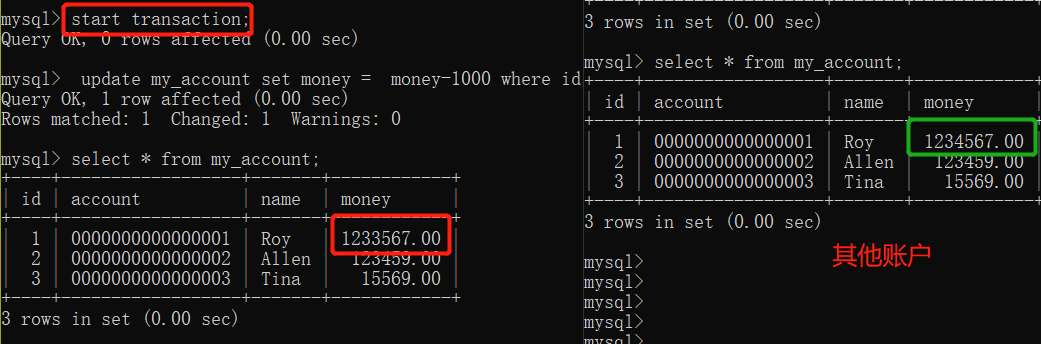 mysql> start transaction;
Query OK, 0 rows affected (0.00 sec)
mysql>  update my_account set money =  money-1000 where id
Query OK, 1 row affected (0.00 sec)
Rows matched: 1  Changed: 1  Warnings: 0
mysql> select * from my_account;
+----+------------------+-------+------------+
| id | account          | name  | money      |
+----+------------------+-------+------------+
|  1 | 0000000000000001 | Roy   | 1233567.00 |
|  2 | 0000000000000002 | Allen |  123459.00 |
|  3 | 0000000000000003 | Tina  |   15569.00 |
+----+------------------+-------+------------+
3 rows in set (0.00 sec)
3 rows in set (0.00 sec)
mysql> select * from my_account;
+----+------------------+-------+------------+
| id | account          | name  | money      |
+----+------------------+-------+------------+
|  1 | 0000000000000001 | Roy   | 1234567.00 |
|  2 | 0000000000000002 | Allen |  123459.00 |
|  3 | 0000000000000003 | Tina  |   15569.00 |
+----+------------------+-------+------------+
3 rows in set (0.00 sec)
其他账户
mysql>
mysql>
mysql>
mysql>
mysql>